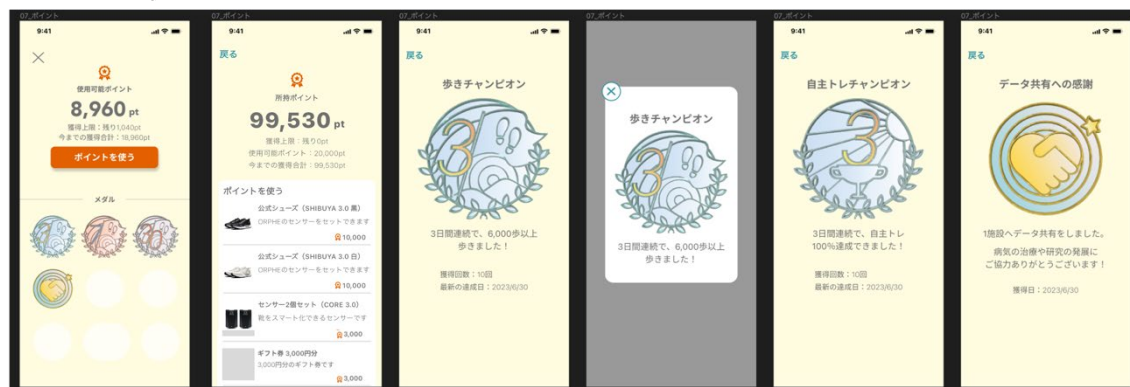 07_ポイント
9:41
使用可能ポイント
8,960 pt
獲得上限：残り1,040pt
今までの獲得合計：18,960pt
ポイントを使う
メダル
07_ポイント
9:41
戻る
所持ポイント
99,530 pt
獲得上限：残り0pt
使用可能ポイント：20,000pt
今までの獲得合計：99,530pt
ポイントを使う
公式シューズ（SHIBUYA 3.0 黒）
ORPHEのセンサーをセットできます
10,000
公式シューズ（SHIBUYA 3.0 白）
ORPHEのセンサーをセットできます
10,000
センサー2個セット（CORE 3.0）
靴をスマート化できるセンサーです
3,000
ギフト券 3,000円分
3,000円分のギフト券です
3,000
07_ポイント
9:41
戻る
歩きチャンピオン
3
3日間連続で、6,000歩以上
歩きました！
獲得回数：10回
最新の達成日：2023/6/30
07_ポイント
歩きチャンピオン
3
3日間連続で、6,000歩以上
歩きました！
07_ポイント
9:41
戻る
自主トレチャンピオン
3
3日間連続で、自主トレ
100%達成できました！
獲得回数：10回
最新の達成日：2023/6/30
07_ポイント
9:41
戻る
データ共有への感謝
1施設へデータ共有をしました。
病気の治療や研究の発展に
ご協力ありがとうございます！
獲得日：2023/6/30